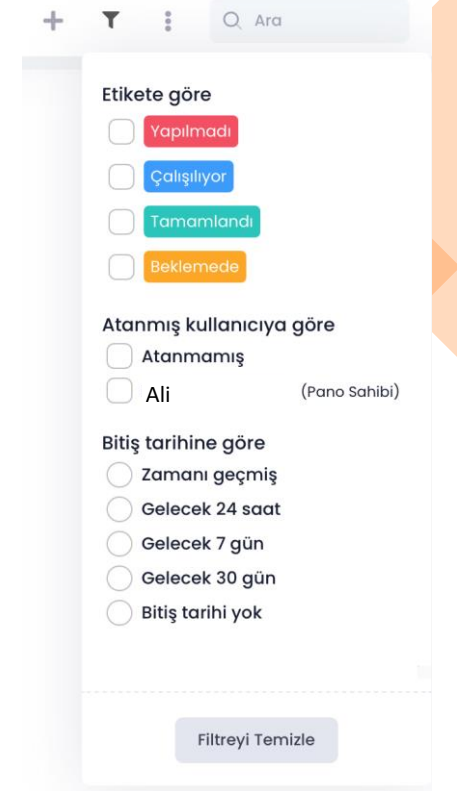 Ara
Etikete göre
Yapılmadı
Çalışılıyor
Tamamlandı
Beklemede
Atanmış kullanıcıya göre
Atanmamış
Ali (Pano Sahibi)
Bitiş tarihine göre
Zamanı geçmiş
Gelecek 24 saat
Gelecek 7 gün
Gelecek 30 gün
Bitiş tarihi yok
Filtreyi Temizle